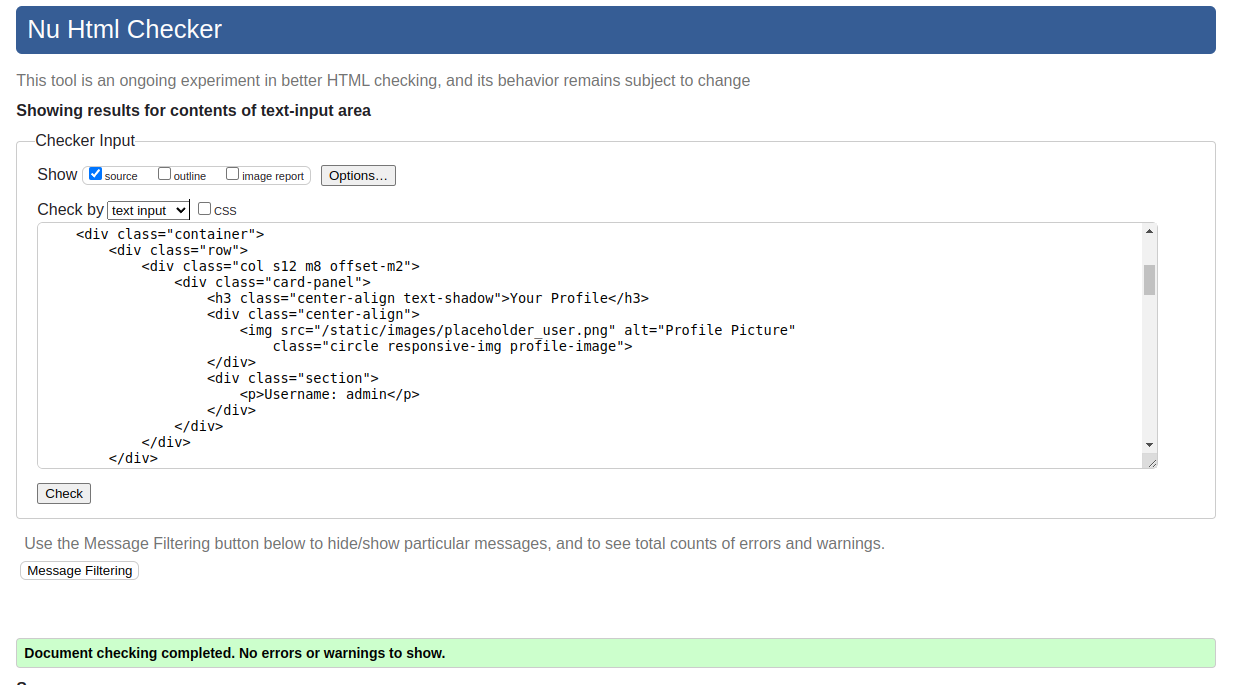 Nu Html Checker
This tool is an ongoing experiment in better HTML checking, and its behavior remains subject to change
Showing results for contents of text-input area
Checker Input
Show source outline image report Options...
Check by text input CSS
<div class="container">
<div class="row">
<div class="col s12 m8 offset-m2">
<div class="card-panel">
<h3 class="center-align text-shadow">Your Profile</h3>
<div class="center-align">
<img src="/static/images/placeholder_user.png" alt="Profile Picture"
class="circle responsive-img profile-image">
</div>
<div class="section">
<p>Username: admin</p>
</div>
</div>
</div>
</div>
Check
Use the Message Filtering button below to hide/show particular messages, and to see total counts of errors and warnings.
Message Filtering
Document checking completed. No errors or warnings to show.